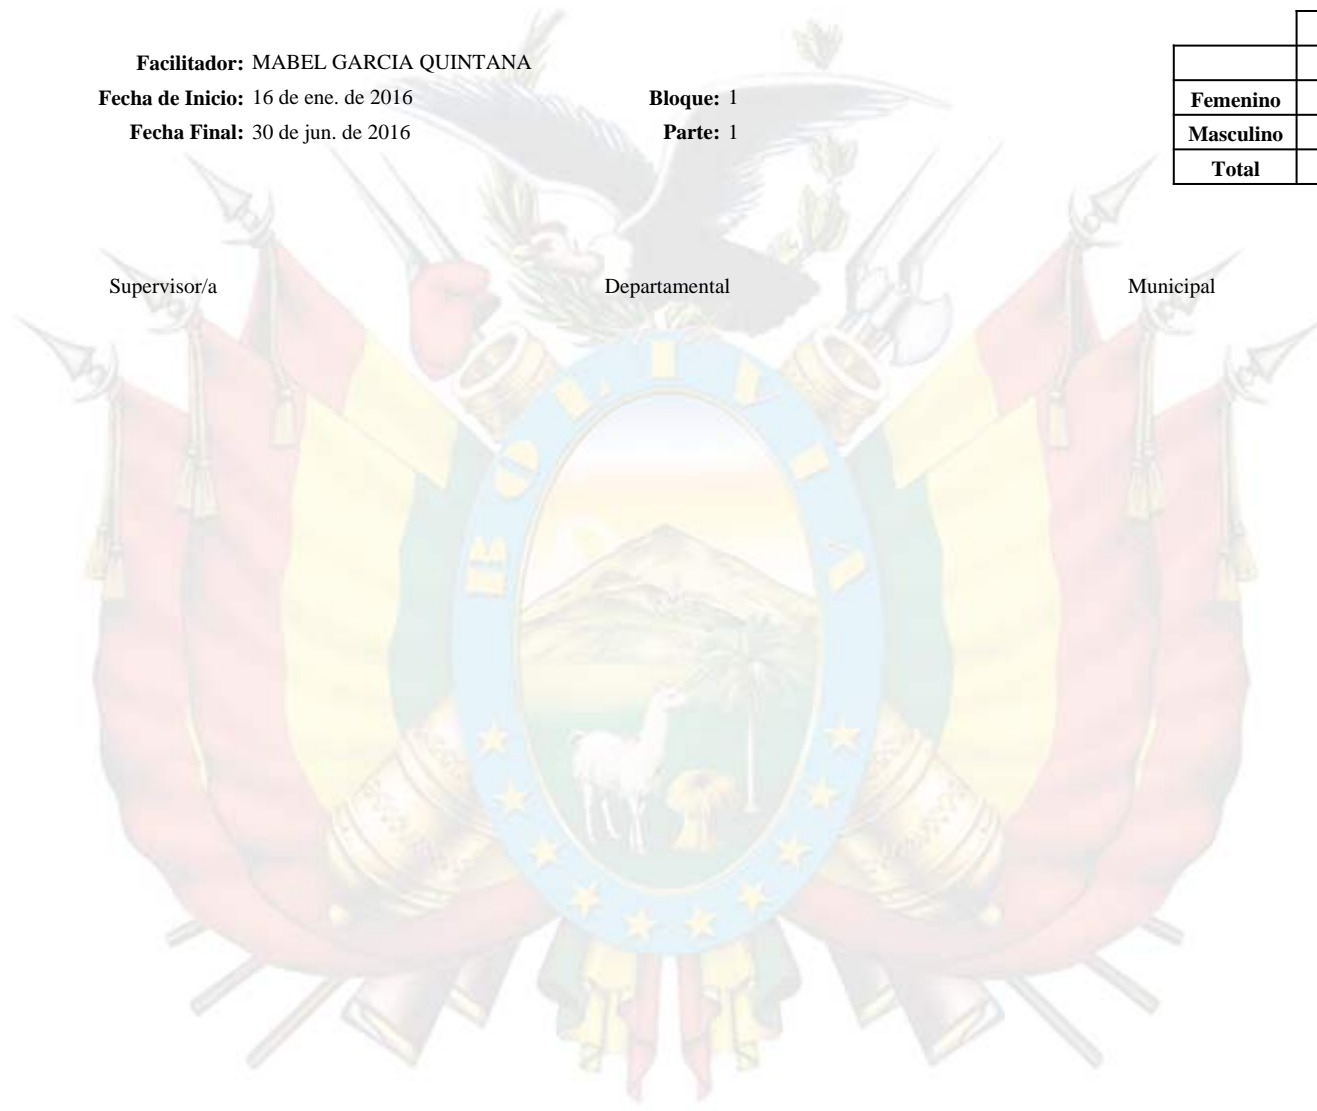 Facilitador: MABEL GARCIA QUINTANA
Fecha de Inicio: 16 de ene. de 2016 Bloque: 1
Femenino
Fecha Final: 30 de jun. de 2016 Parte: 1
Masculino
Total
Supervisor/a Departamental Municipal
BOLIVIA